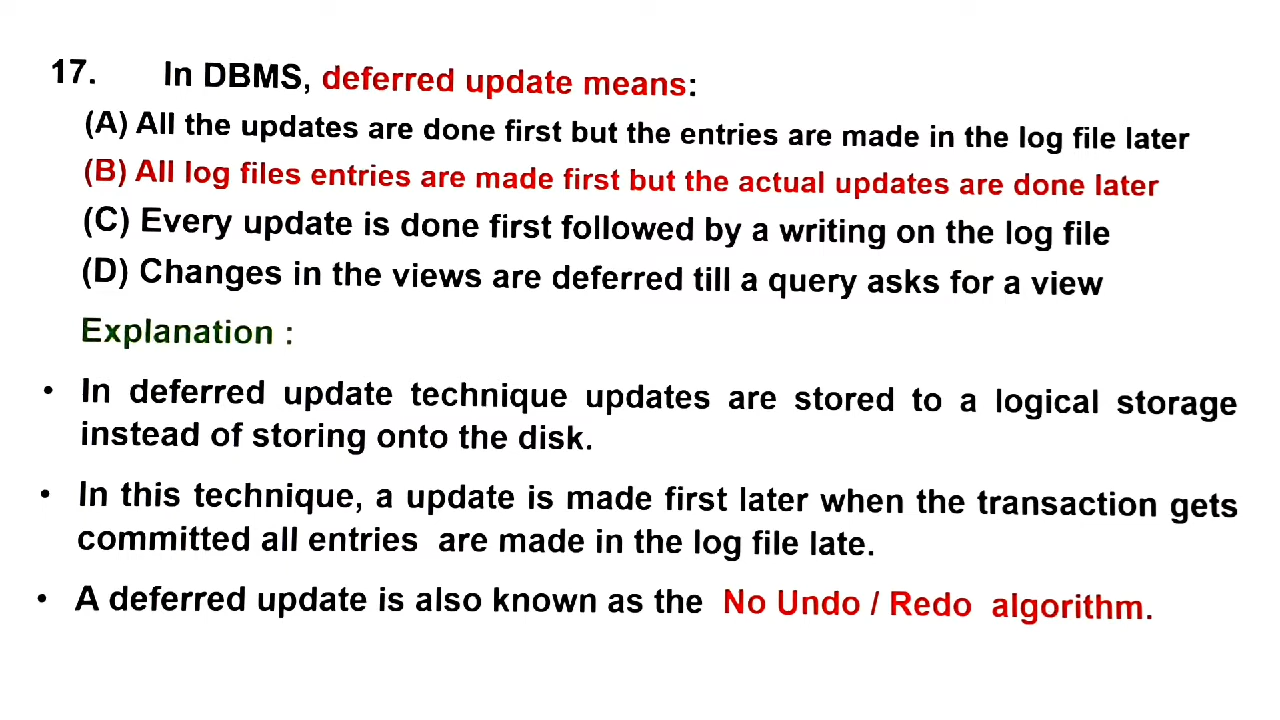 17. In DBMS, deferred update means:
(A) All the updates are done first but the entries are made in the log file later
(B) All log files entries are made first but the actual updates are done later
(C) Every update is done first followed by a writing on the log file
(D) Changes in the views are deferred till a query asks for a view
Explanation :
• In deferred update technique updates are stored to a logical storage
instead of storing onto the disk.
• In this technique, a update is made first later when the transaction gets
committed all entries are made in the log file late.
• A deferred update is also known as the No Undo / Redo algorithm.